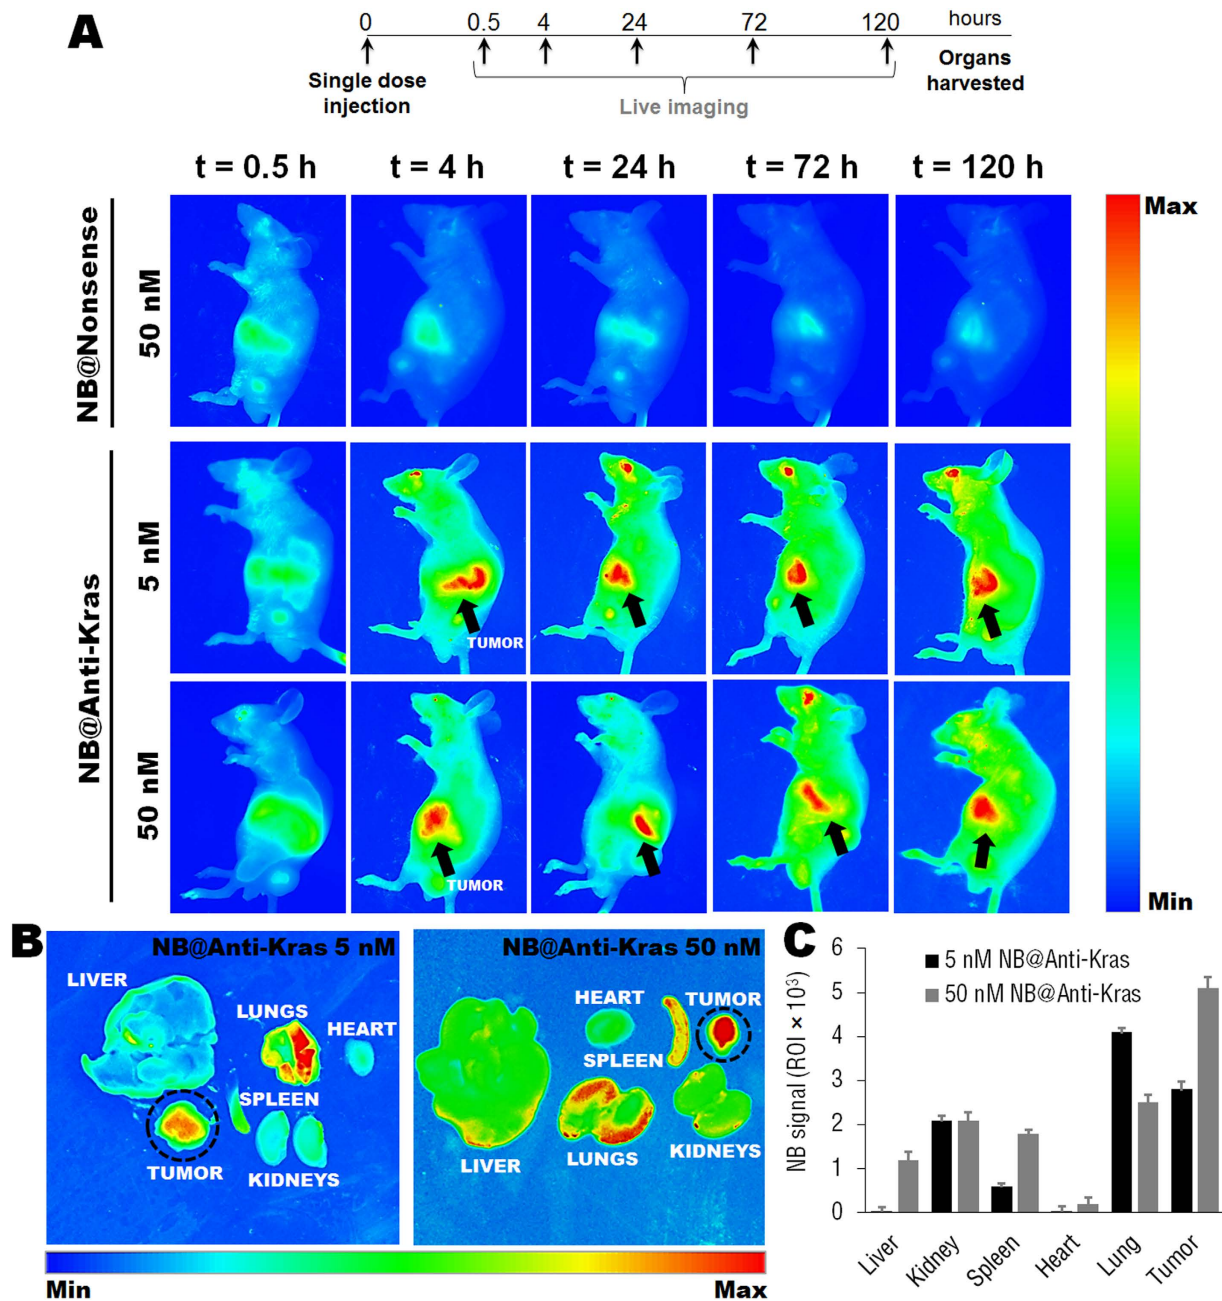 A
0 0.5 4 24 72 120 hours
Single dose
injection
Live imaging
Organs
harvested
t = 0.5 h t = 4 h t = 24 h t = 72 h t = 120 h
NB@Nonsense
50 nM
Max
NB@Anti-Kras
5 nM
TUMOR
50 nM
TUMOR
Min
B
NB@Anti-Kras 5 nM
LIVER
LUNGS
HEART
SPLEEN
TUMOR
KIDNEYS
NB@Anti-Kras 50 nM
HEART
TUMOR
SPLEEN
LIVER
LUNGS
KIDNEYS
Min Max
C
NB signal (ROI × 10³)
6
5
4
3
2
1
0
5 nM NB@Anti-Kras
50 nM NB@Anti-Kras
Liver Kidney Spleen Heart Lung Tumor